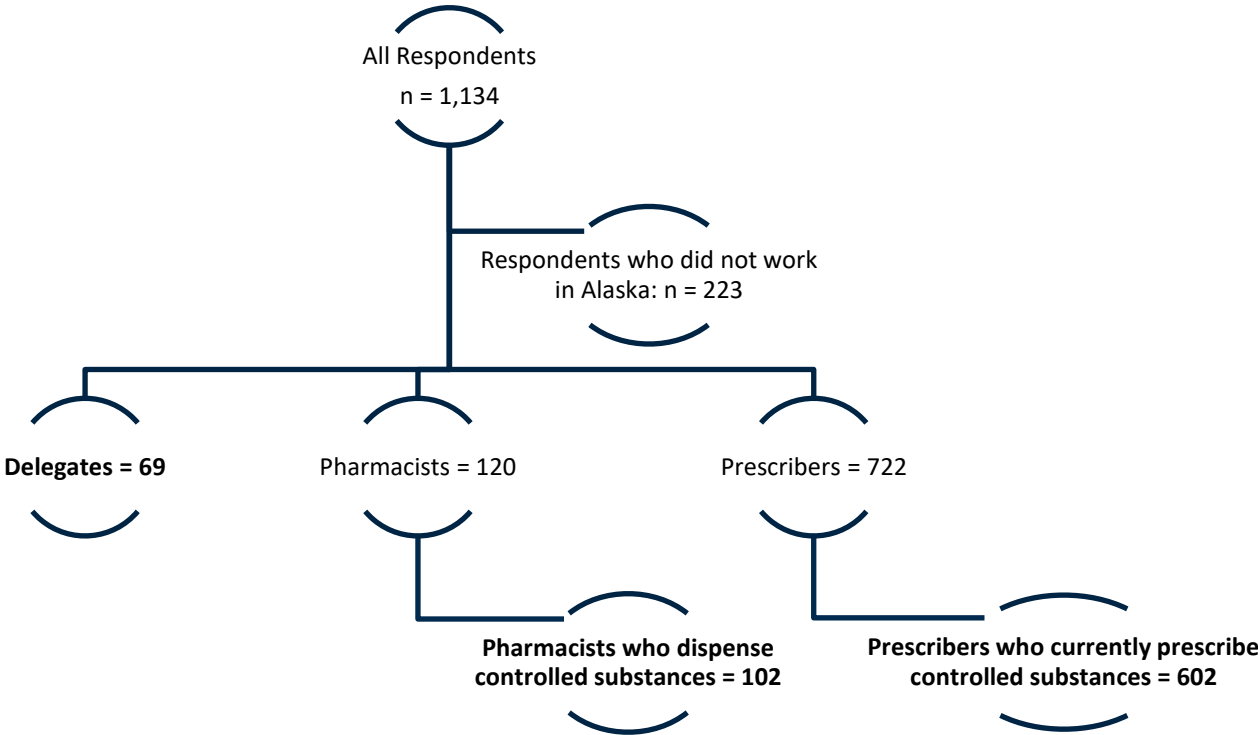 All Respondents
n = 1,134
Respondents who did not work
in Alaska: n = 223
Delegates = 69
Pharmacists = 120
Prescribers = 722
Pharmacists who dispense
controlled substances = 102
Prescribers who currently prescribe
controlled substances = 602